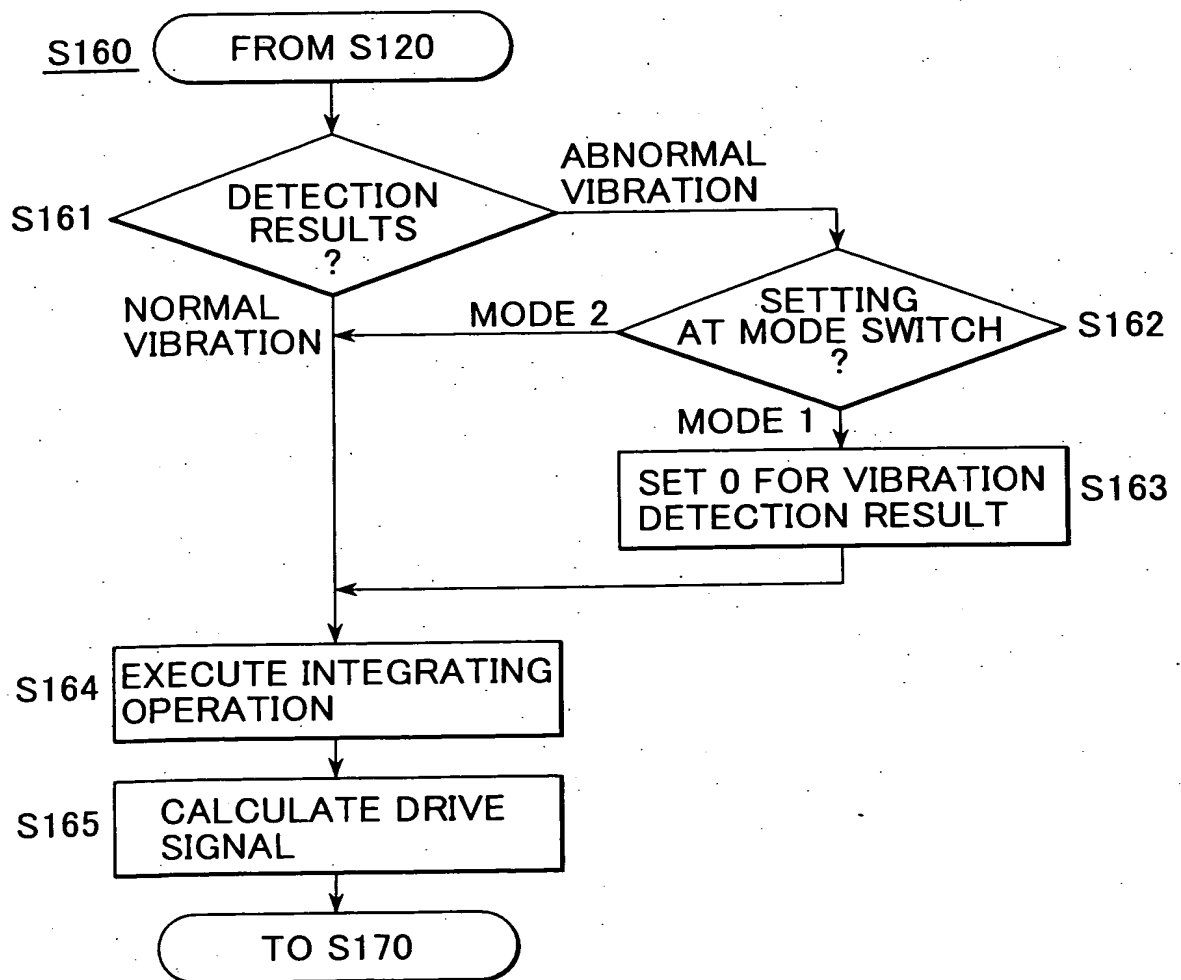 S160
FROM S120
S161
DETECTION
RESULTS
?
ABNORMAL
VIBRATION
NORMAL
VIBRATION
MODE 2
SETTING
AT MODE SWITCH
?
S162
MODE 1
SET 0 FOR VIBRATION
DETECTION RESULT
S163
S164
EXECUTE INTEGRATING
OPERATION
S165
CALCULATE DRIVE
SIGNAL
TO S170